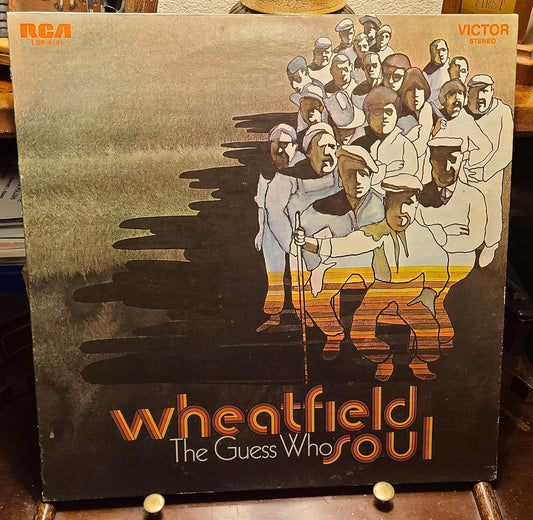 RCA
LSP-4141
VICTOR
STEREO
wheatfield
The Guess Who soul